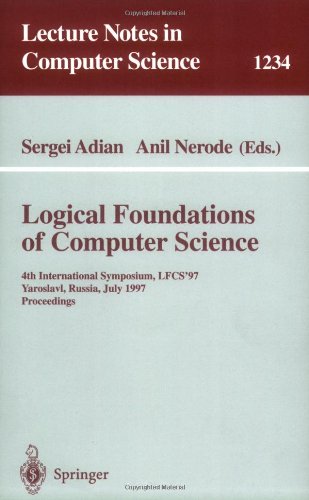 Lecture Notes in
Computer Science 1234
Sergei Adian Anil Nerode (Eds.)
Logical Foundations
of Computer Science
4th International Symposium, LFCS'97
Yaroslavl, Russia, July 1997
Proceedings
Springer